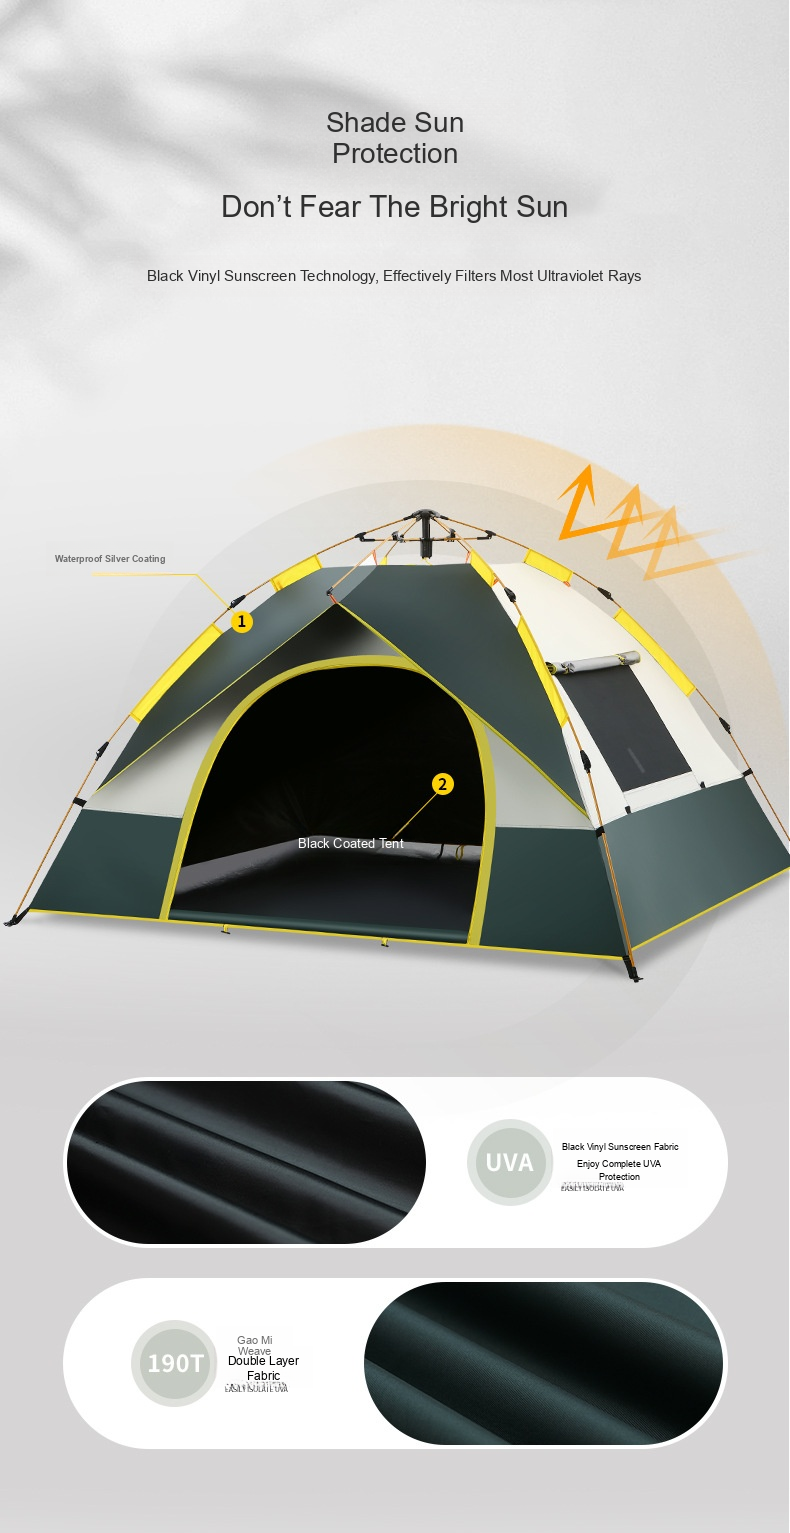 Shade Sun
Protection
Don’t Fear The Bright Sun
Black Vinyl Sunscreen Technology, Effectively Filters Most Ultraviolet Rays
Waterproof Silver Coating
1
2
Black Coated Tent
UVA
Black Vinyl Sunscreen Fabric
Enjoy Complete UVA
Protection
190T
Gao Mi
Weave
Double Layer
Fabric